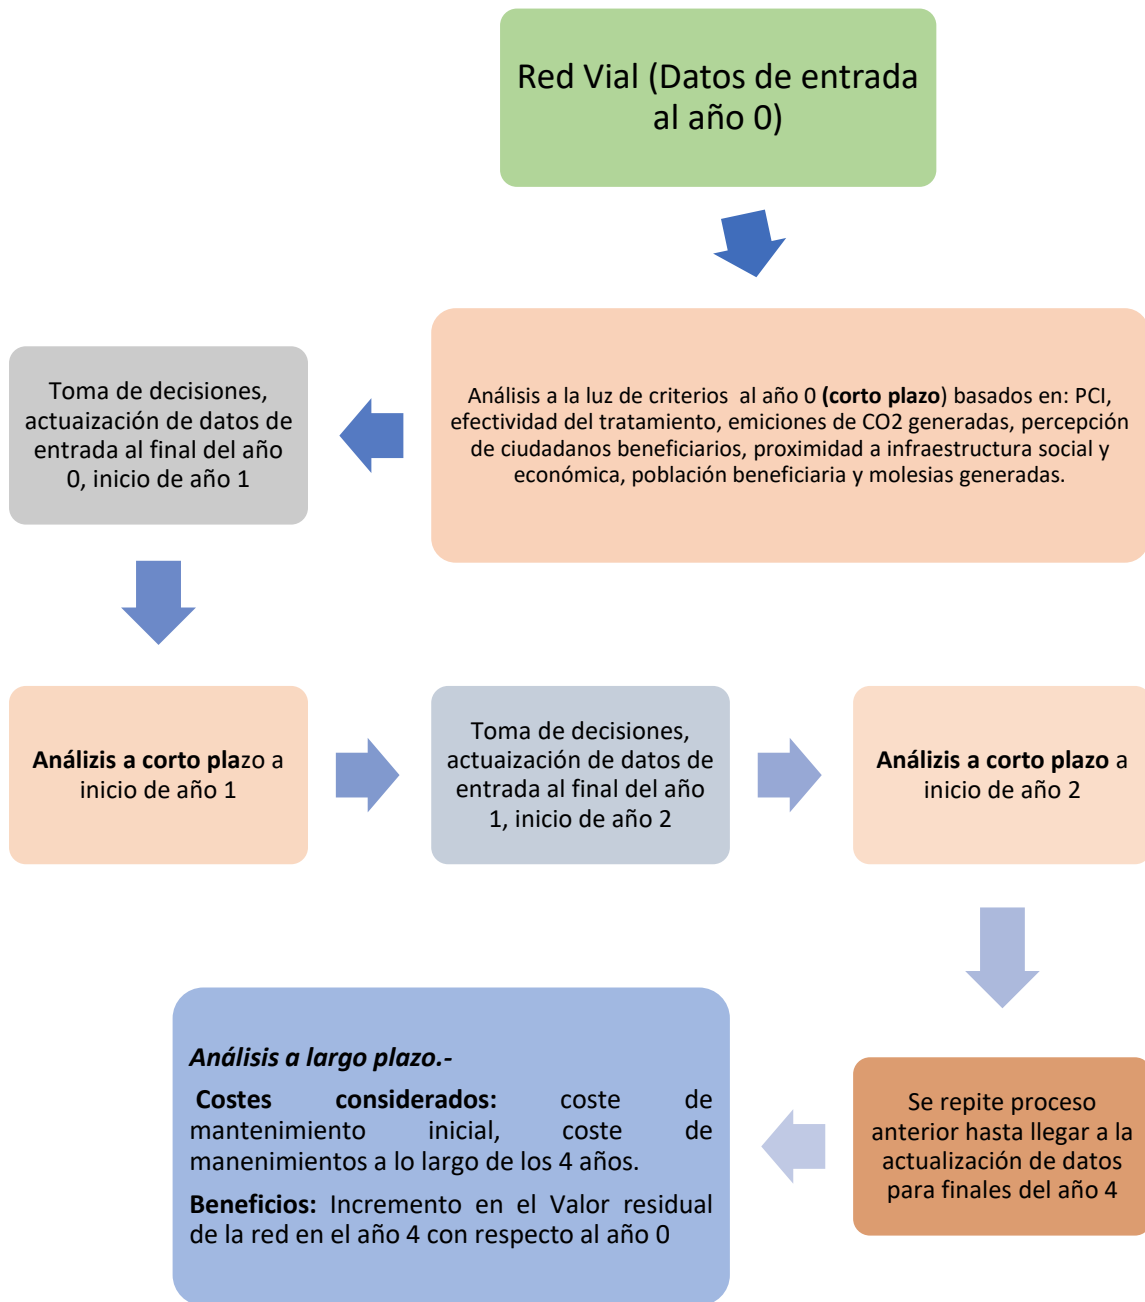 Red Vial (Datos de entrada
al año 0)
Análisis a la luz de criterios al año 0 (corto plazo) basados en: PCI,
efectividad del tratamiento, emiciones de CO2 generadas, percepción
de ciudadanos beneficiarios, proximidad a infraestructura social y
económica, población beneficiaria y molesias generadas.
Toma de decisiones,
actuaización de datos de
entrada al final del año
0, inicio de año 1
Análizis a corto plazo a
inicio de año 1
Toma de decisiones,
actuaización de datos de
entrada al final del año
1, inicio de año 2
Análisis a corto plazo a
inicio de año 2
Se repite proceso
anterior hasta llegar a la
actualización de datos
para finales del año 4
Análisis a largo plazo.-
Costes considerados: coste de
mantenimiento inicial, coste de
manenimientos a lo largo de los 4 años.
Beneficios: Incremento en el Valor residual
de la red en el año 4 con respecto al año 0